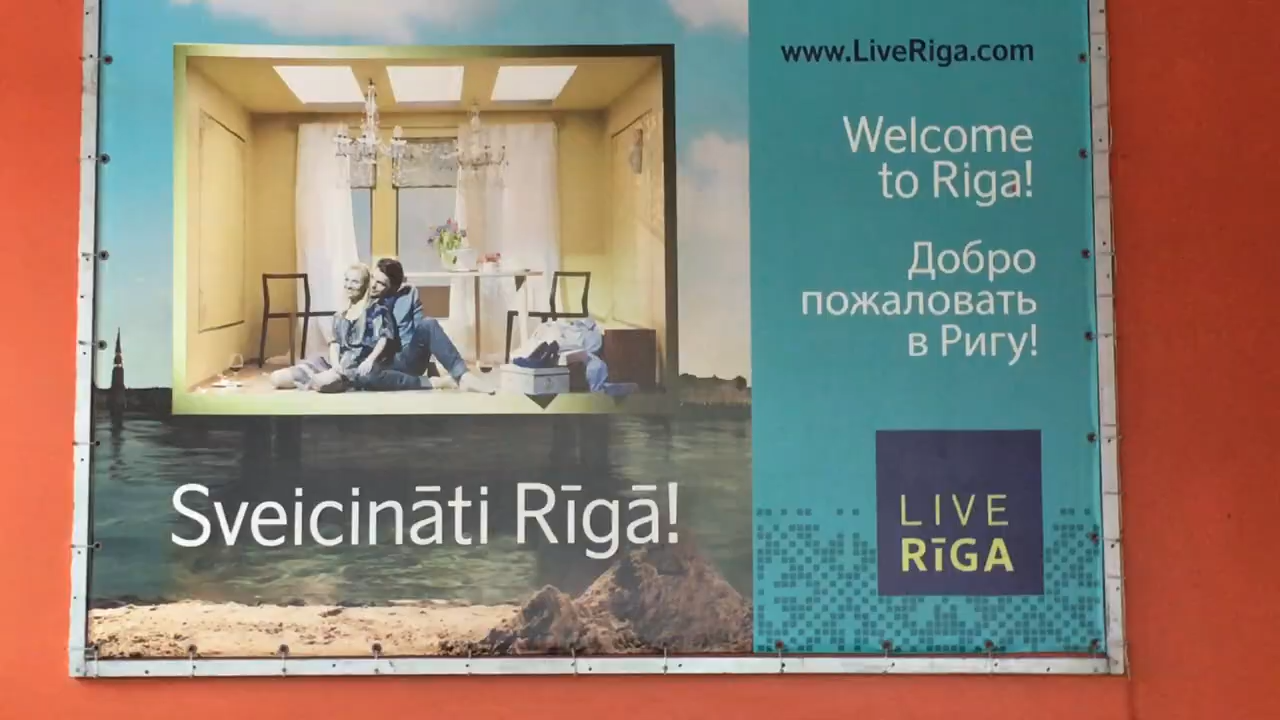 www.LiveRiga.com
Welcome
to Riga!
Добро
пожаловать
в Ригу!
Sveicināti Rīgā!
LIVE
RīGA